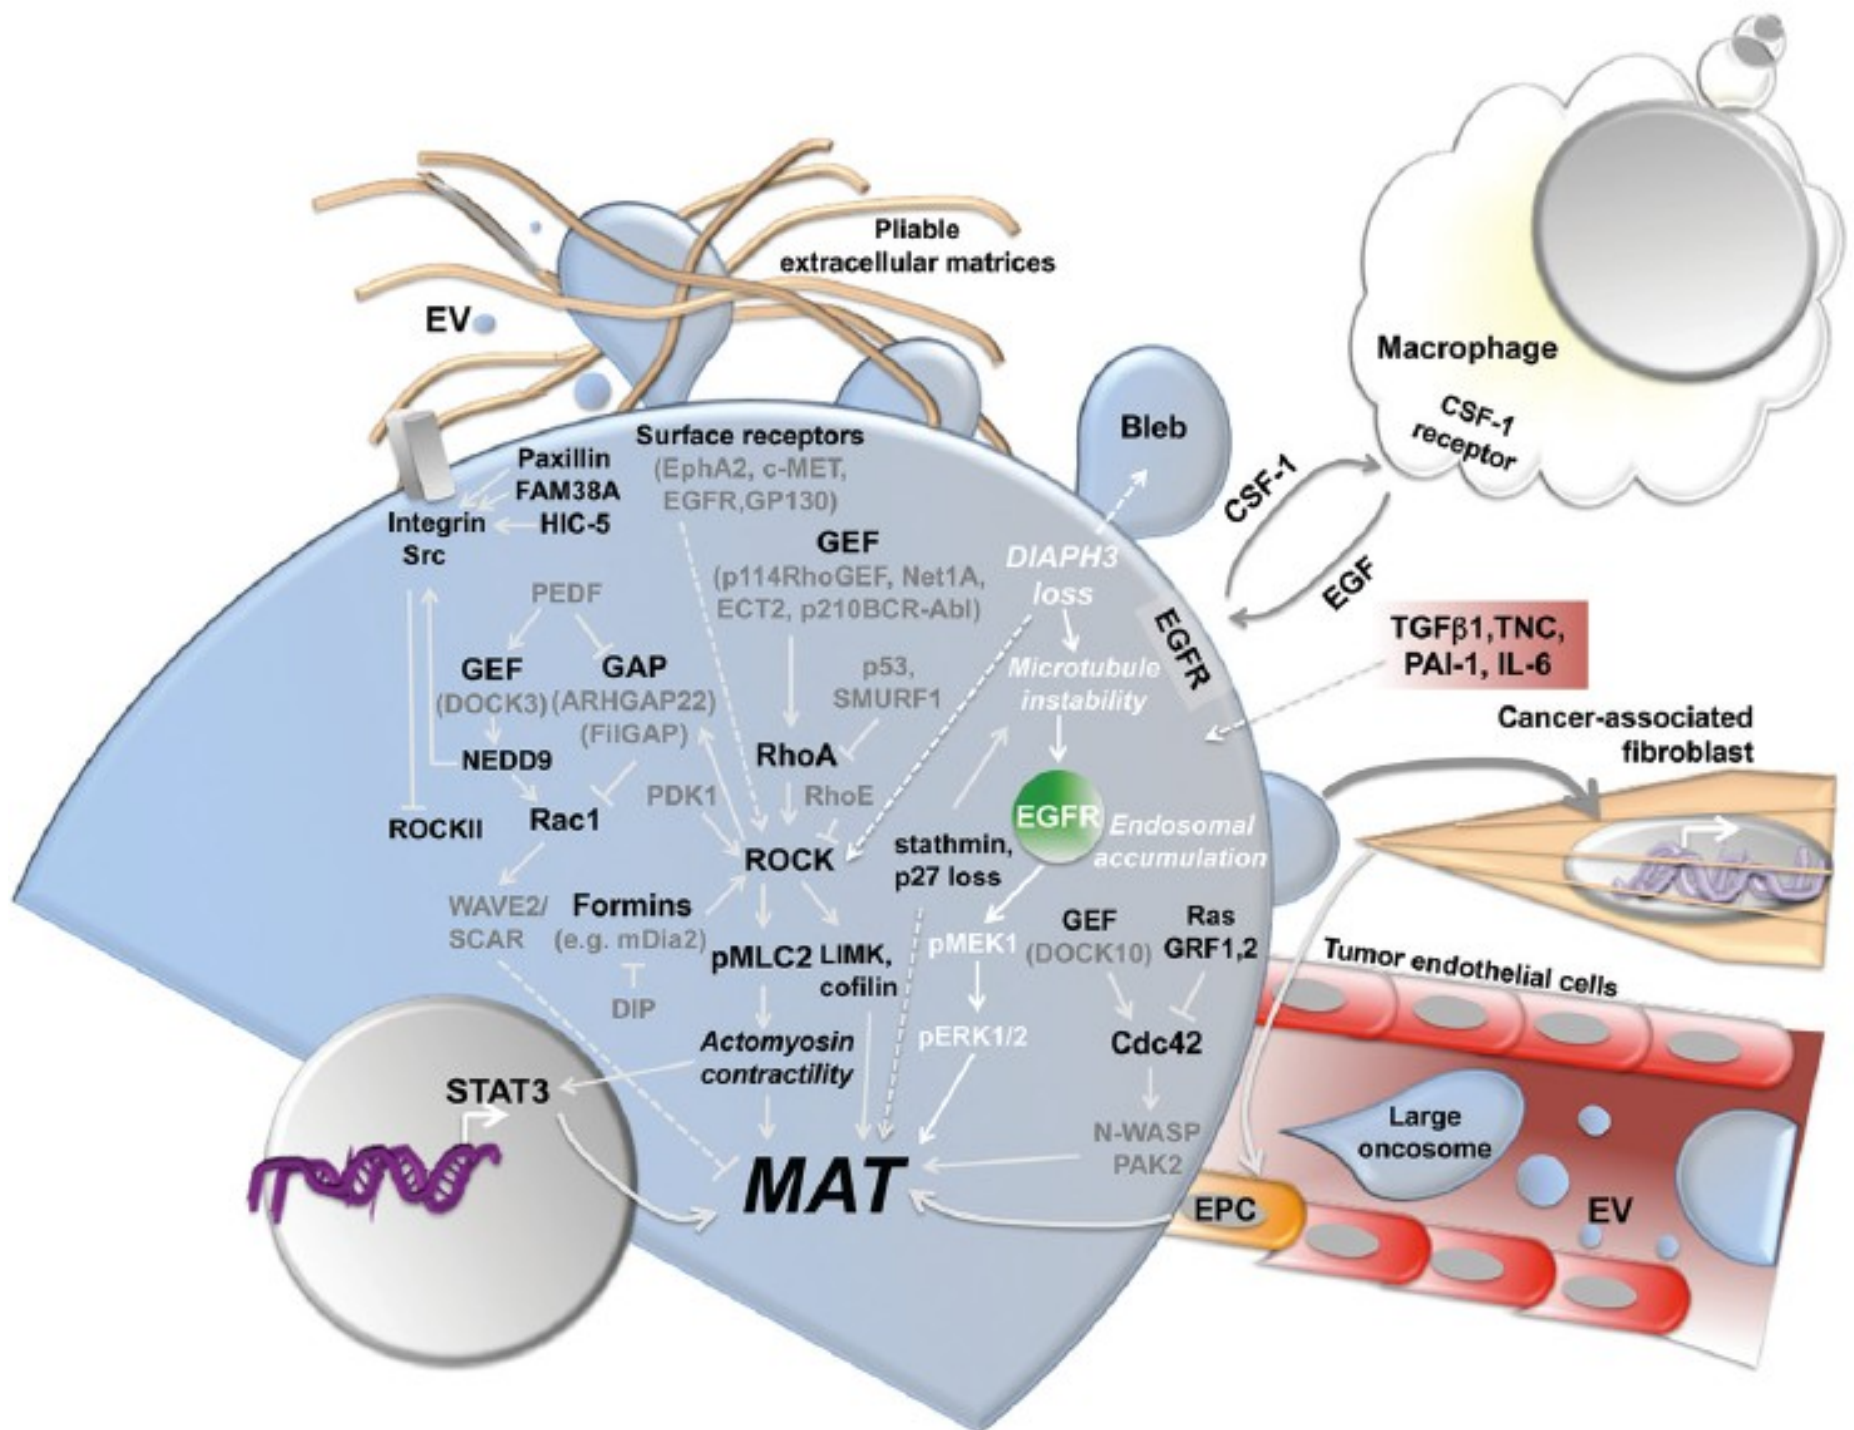 Pliable
extracellular matrices
EV
Macrophage
CSF-1
receptor
Bleb
CSF-1
EGF
Surface receptors
(EphA2, c-MET,
EGFR,GP130)
Paxillin
FAM38A
HIC-5
Integrin
Src
GEF
(p114RhoGEF, Net1A,
ECT2, p210BCR-Abl)
DIAPH3
loss
EGFR
TGFβ1,TNC,
PAI-1, IL-6
PEDF
GEF
(DOCK3)
GAP
(ARHGAP22)
(FilGAP)
p53,
SMURF1
Microtubule
instability
Cancer-associated
fibroblast
NEDD9
RhoA
PDK1
RhoE
ROCKII
Rac1
EGFR
Endosomal
accumulation
ROCK
stathmin,
p27 loss
WAVE2/
SCAR
Formins
(e.g. mDia2)
DIP
pMLC2
LIMK,
cofilin
pMEK1
GEF
(DOCK10)
Ras
GRF1,2
Tumor endothelial cells
Actomyosin
contractility
pERK1/2
Cdc42
STAT3
Large
oncosome
N-WASP
PAK2
MAT
EPC
EV